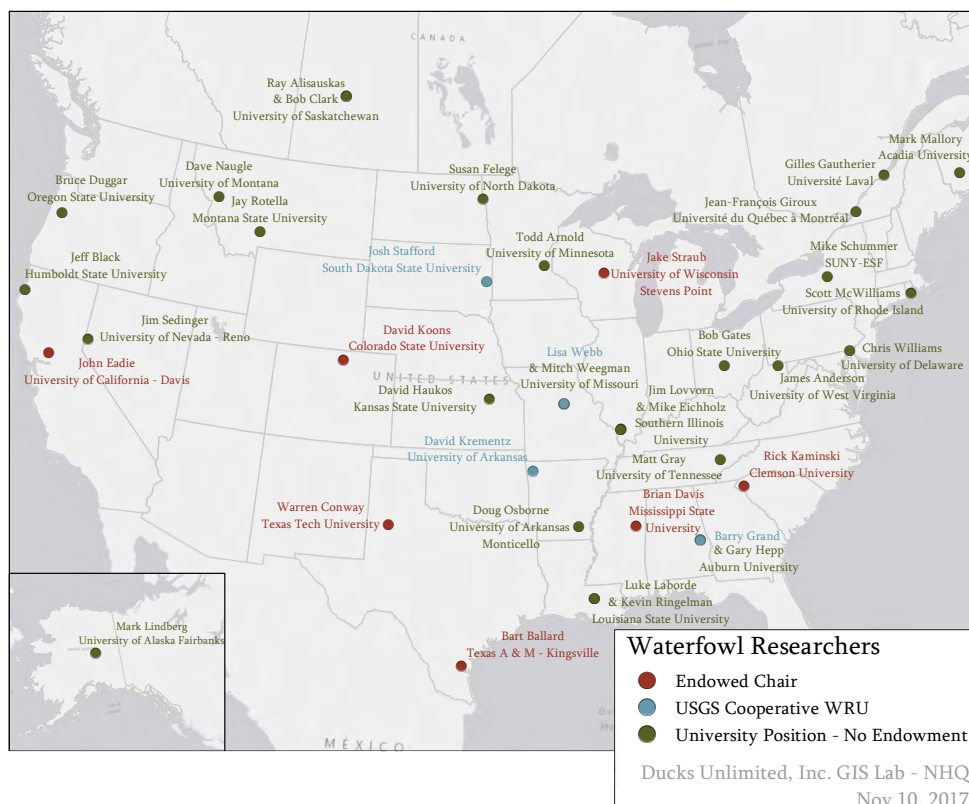 CANADA
Ray Alisauskas
& Bob Clark
University of Saskatchewan
Mark Mallory
Acadia University
Gilles Gautherier
Université Laval
Dave Naugle
University of Montana
Susan Felege
University of North Dakota
Bruce Duggar
Oregon State University
Jay Rotella
Montana State University
Jean-François Giroux
Université du Québec à Montréal
Todd Arnold
University of Minnesota
Josh Stafford
South Dakota State University
Jake Straub
University of Wisconsin
Stevens Point
Mike Schummer
SUNY-ESF
Jeff Black
Humboldt State University
Scott McWilliams
University of Rhode Island
Jim Sedinger
University of Nevada - Reno
David Koons
Colorado State University
Bob Gates
Ohio State University
Chris Williams
University of Delaware
John Eadie
University of California - Davis
Lisa Webb
& Mitch Weegman
University of Missouri
UNITED STATES
James Anderson
University of West Virginia
David Haukos
Kansas State University
Jim Lovvorn
& Mike Eichholz
Southern Illinois
University
David Krementz
University of Arkansas
Matt Gray
University of Tennessee
Rick Kaminski
Clemson University
Warren Conway
Texas Tech University
Doug Osborne
University of Arkansas
Monticello
Brian Davis
Mississippi State
University
Barry Grand
& Gary Hepp
Auburn University
Luke Laborde
& Kevin Ringelman
Louisiana State University
Mark Lindberg
University of Alaska Fairbanks
Bart Ballard
Texas A & M - Kingsville
MÉXICO
Waterfowl Researchers
Endowed Chair
USGS Cooperative WRU
University Position - No Endowment
Ducks Unlimited, Inc. GIS Lab - NHQ
Nov 10, 2017